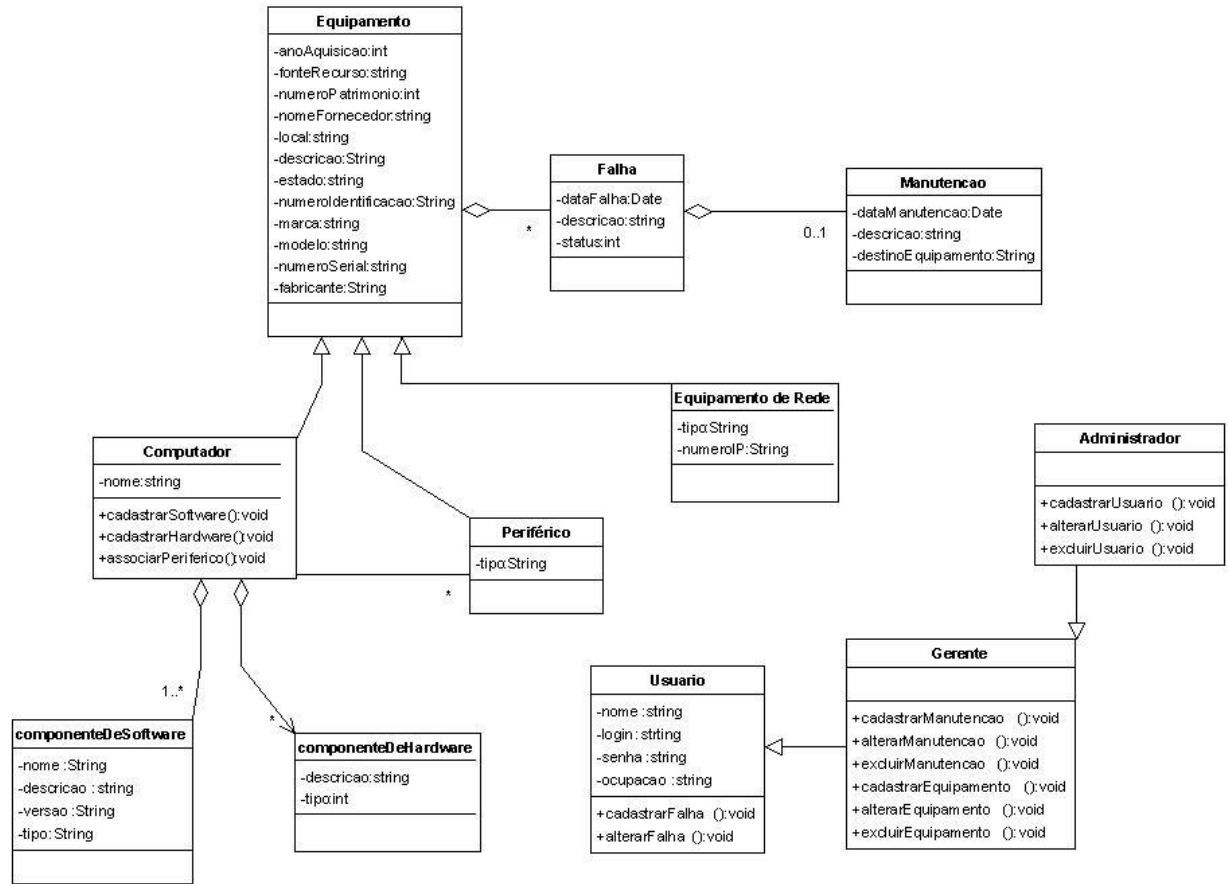 Equipamento
-anoAquisicao:int
-fonteRecurso:string
-numeroPatrimonio:int
-nomeFornecedor:string
-local:string
-descricao:String
-estado:string
-numeroIdentificacao:String
-marca:string
-modelo:string
-numeroSerial:string
-fabricante:String
Falha
-dataFalha:Date
-descricao:string
-status:int
*
Manutencao
-dataManutencao:Date
-descricao:string
-destinoEquipamento:String
0..1
Equipamento de Rede
-tipo:String
-numeroIP:String
Computador
-nome:string
+cadastrarSoftware():void
+cadastrarHardware():void
+associarPeriferico():void
Periférico
-tipo:String
*
Administrador
+cadastrarUsuario ():void
+alterarUsuario ():void
+excluirUsuario ():void
Gerente
+cadastrarManutencao ():void
+alterarManutencao ():void
+excluirManutencao ():void
+cadastrarEquipamento ():void
+alterarEquipamento ():void
+excluirEquipamento ():void
Usuario
-nome :string
-login :strting
-senha :string
-ocupacao :string
+cadastrarFalha ():void
+alterarFalha ():void
1..*
componenteDeSoftware
-nome :String
-descricao : string
-versao :String
-tipo:String
*
componenteDeHardware
-descricao:string
-tipo:int